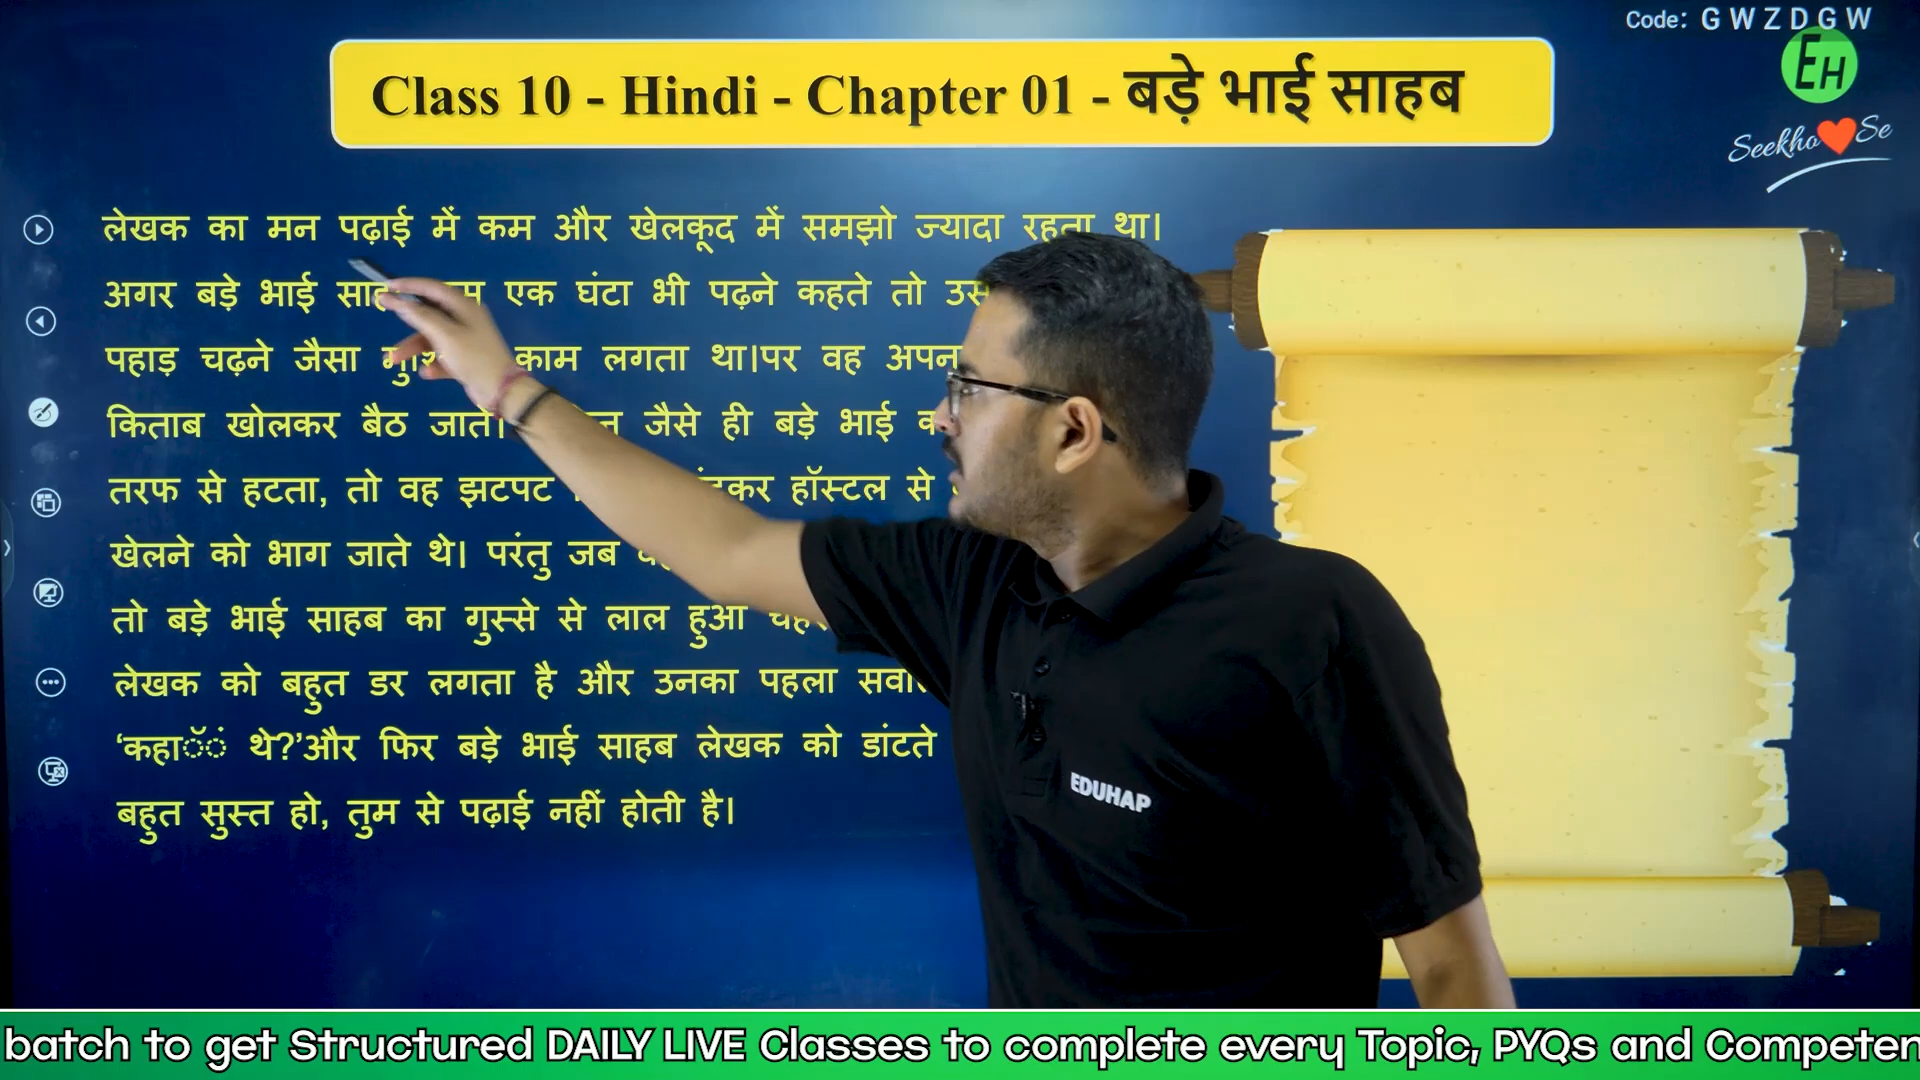 Code: G W Z D G W
EH
Class 10 - Hindi - Chapter 01 - बड़े भाई साहब
Seekho Se
लेखक का मन पढ़ाई में कम और खेलकूद में समझो ज्यादा रहता था।
अगर बड़े भाई एक घंटा भी पढ़ने कहते तो
पहाड़ चढ़ने जैसा काम लगता था।पर वह
किताब खोलकर बैठ जाते। जैसे ही बड़े भाई
तरफ से हटता, तो वह झटपट हॉस्टल से
खेलने को भाग जाते थे। परंतु जब
तो बड़े भाई साहब का गुस्से से लाल हुआ
लेखक को बहुत डर लगता है और उनका पहला
‘कहाॅं थे?’और फिर बड़े भाई साहब लेखक को डांटते
बहुत सुस्त हो, तुम से पढ़ाई नहीं होती है।
EDUHAP
batch to get Structured DAILY LIVE Classes to complete every Topic, PYQs and